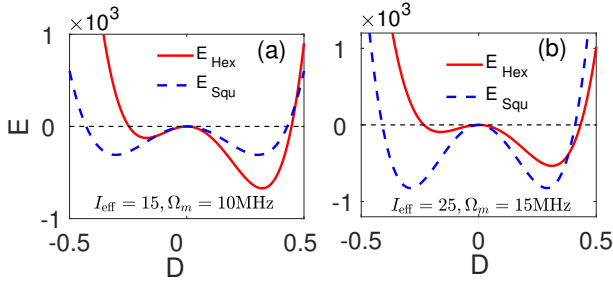 ×10³
×10³
1
0
-1
E
E Hex
E Squ
(a)
I_eff = 15, Ω_m = 10MHz
-0.5
0
0.5
D
1
0
-1
E Hex
E Squ
(b)
I_eff = 25, Ω_m = 15MHz
-0.5
0
0.5
D